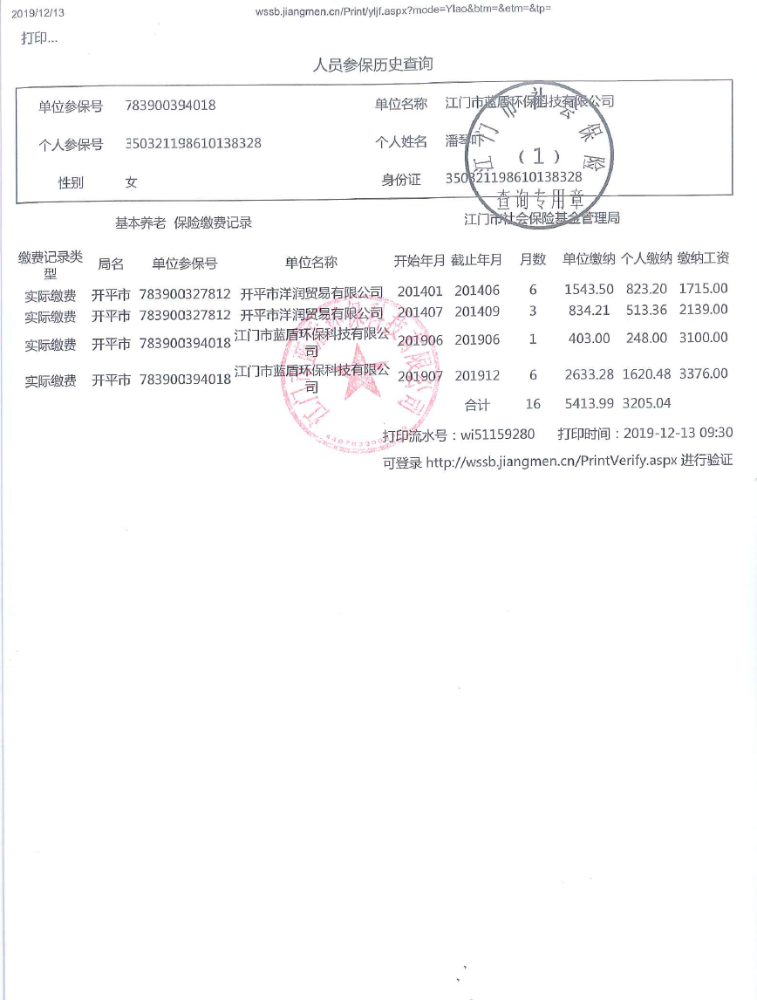 2019/12/13
wssb.jiangmen.cn/Print/yljf.aspx?mode=Ylao&btm=&etm=&tp=
打印...
人员参保历史查询
单位参保号 783900394018 单位名称 江门市蓝盾环保科技有限公司
个人参保号 350321198610138328 个人姓名 潘琴
性别 女 身份证 350321198610138328
江门市社会保险
(1)
查询专用章
基本养老 保险缴费记录 江门市社会保险基金管理局
缴费记录类型 局名 单位参保号 单位名称 开始年月 截止年月 月数 单位缴纳 个人缴纳 缴纳工资
实际缴费 开平市 783900327812 开平市洋润贸易有限公司 201401 201406 6 1543.50 823.20 1715.00
实际缴费 开平市 783900327812 开平市洋润贸易有限公司 201407 201409 3 834.21 513.36 2139.00
实际缴费 开平市 783900394018 江门市蓝盾环保科技有限公司 201906 201906 1 403.00 248.00 3100.00
实际缴费 开平市 783900394018 江门市蓝盾环保科技有限公司 201907 201912 6 2633.28 1620.48 3376.00
合计 16 5413.99 3205.04
打印流水号：wi51159280 打印时间：2019-12-13 09:30
可登录 http://wssb.jiangmen.cn/PrintVerify.aspx 进行验证